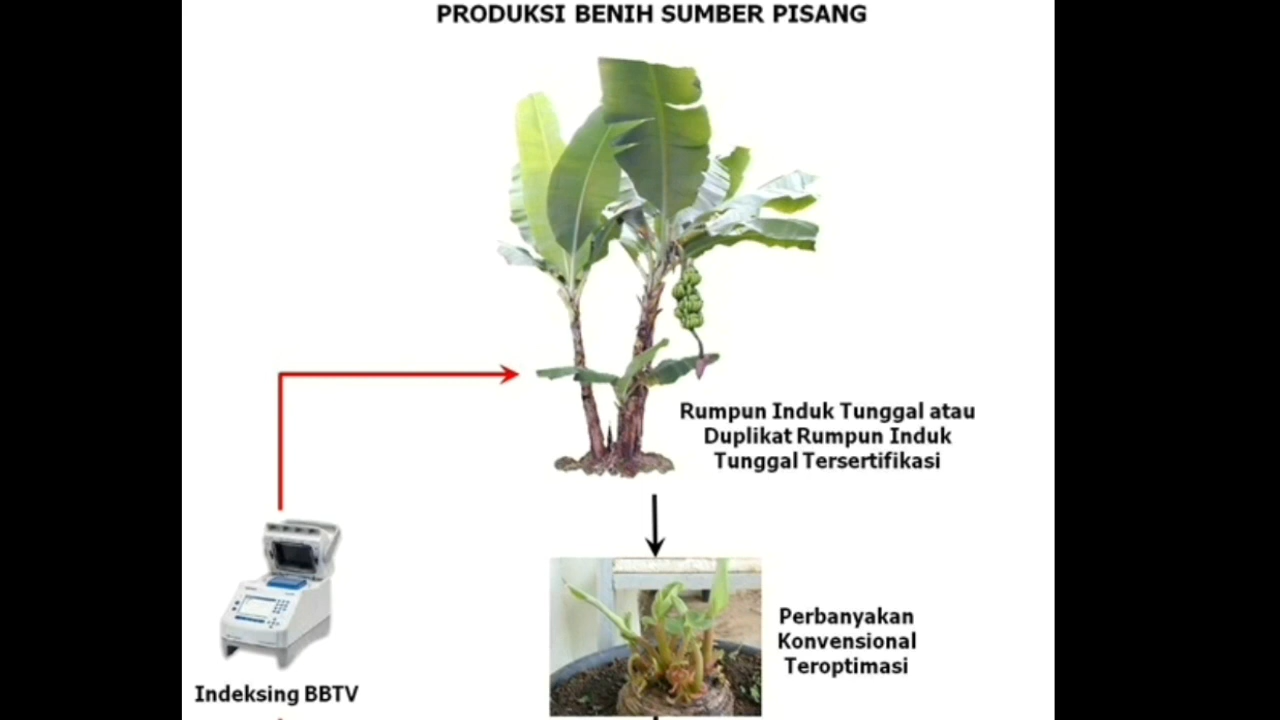 PRODUKSI BENIH SUMBER PISANG
Rumpun Induk Tunggal atau
Duplikat Rumpun Induk
Tunggal Tersertifikasi
Perbanyakan
Konvensional
Teroptimasi
Indeksing BBTV